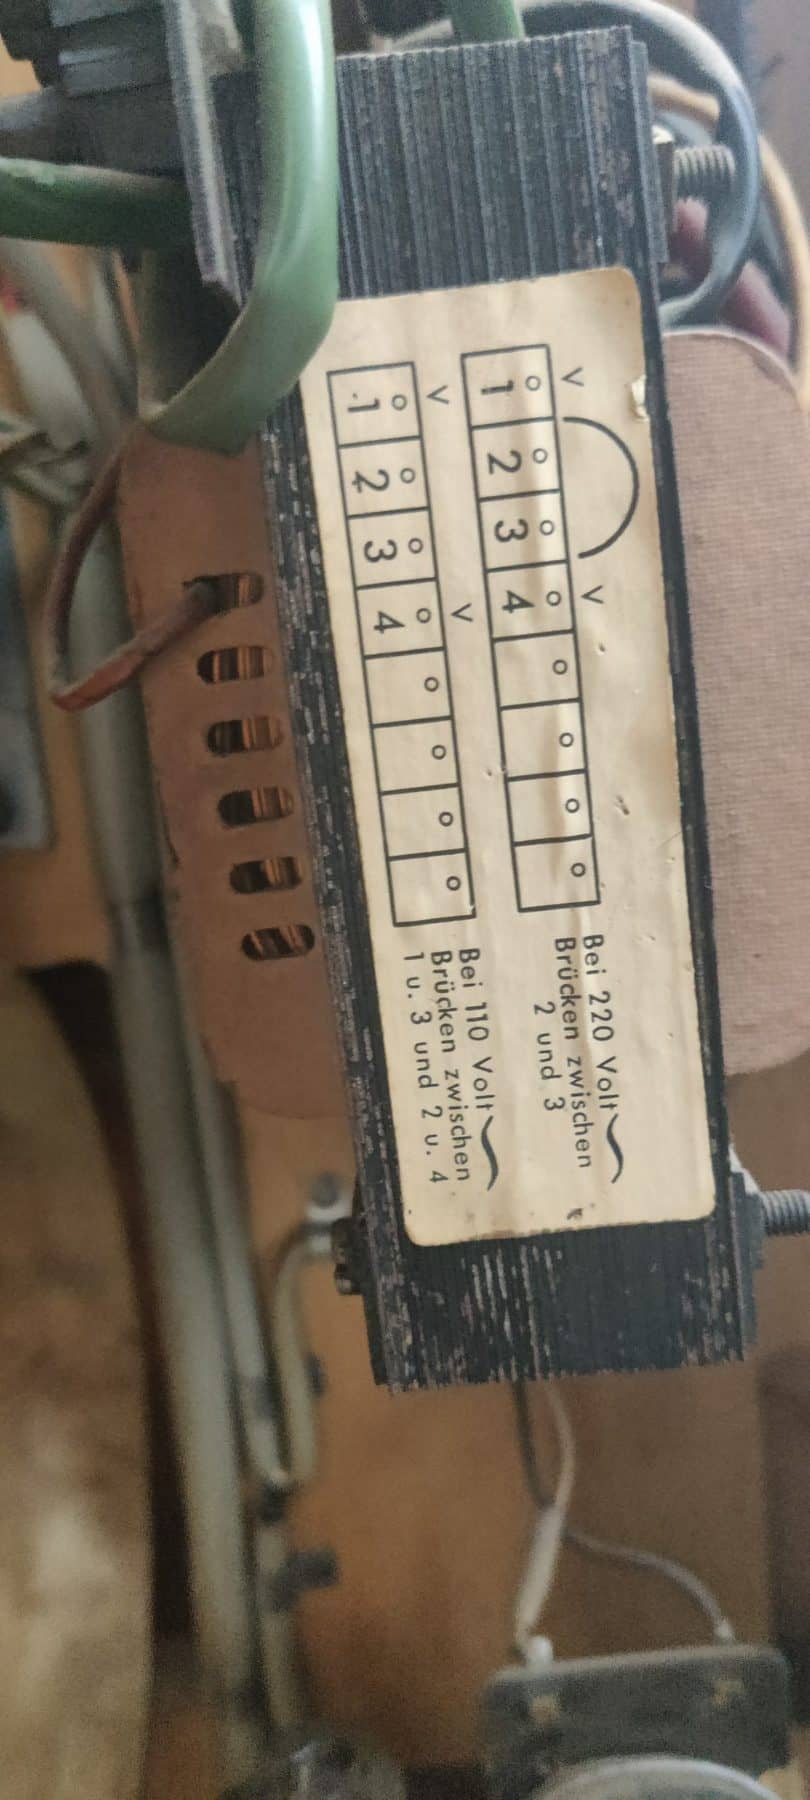 V V
1 2 3 4
Bei 220 Volt~
Brücken zwischen
2 und 3
V V
1 2 3 4
Bei 110 Volt~
Brücken zwischen
1 u. 3 und 2 u. 4